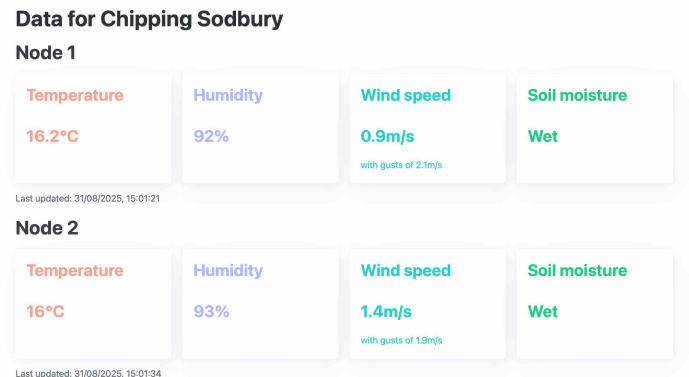 Data for Chipping Sodbury
Node 1
Temperature
16.2°C
Humidity
92%
Wind speed
0.9m/s
with gusts of 2.1m/s
Soil moisture
Wet
Last updated: 31/08/2025, 15:01:21
Node 2
Temperature
16°C
Humidity
93%
Wind speed
1.4m/s
with gusts of 1.9m/s
Soil moisture
Wet
Last updated: 31/08/2025, 15:01:34